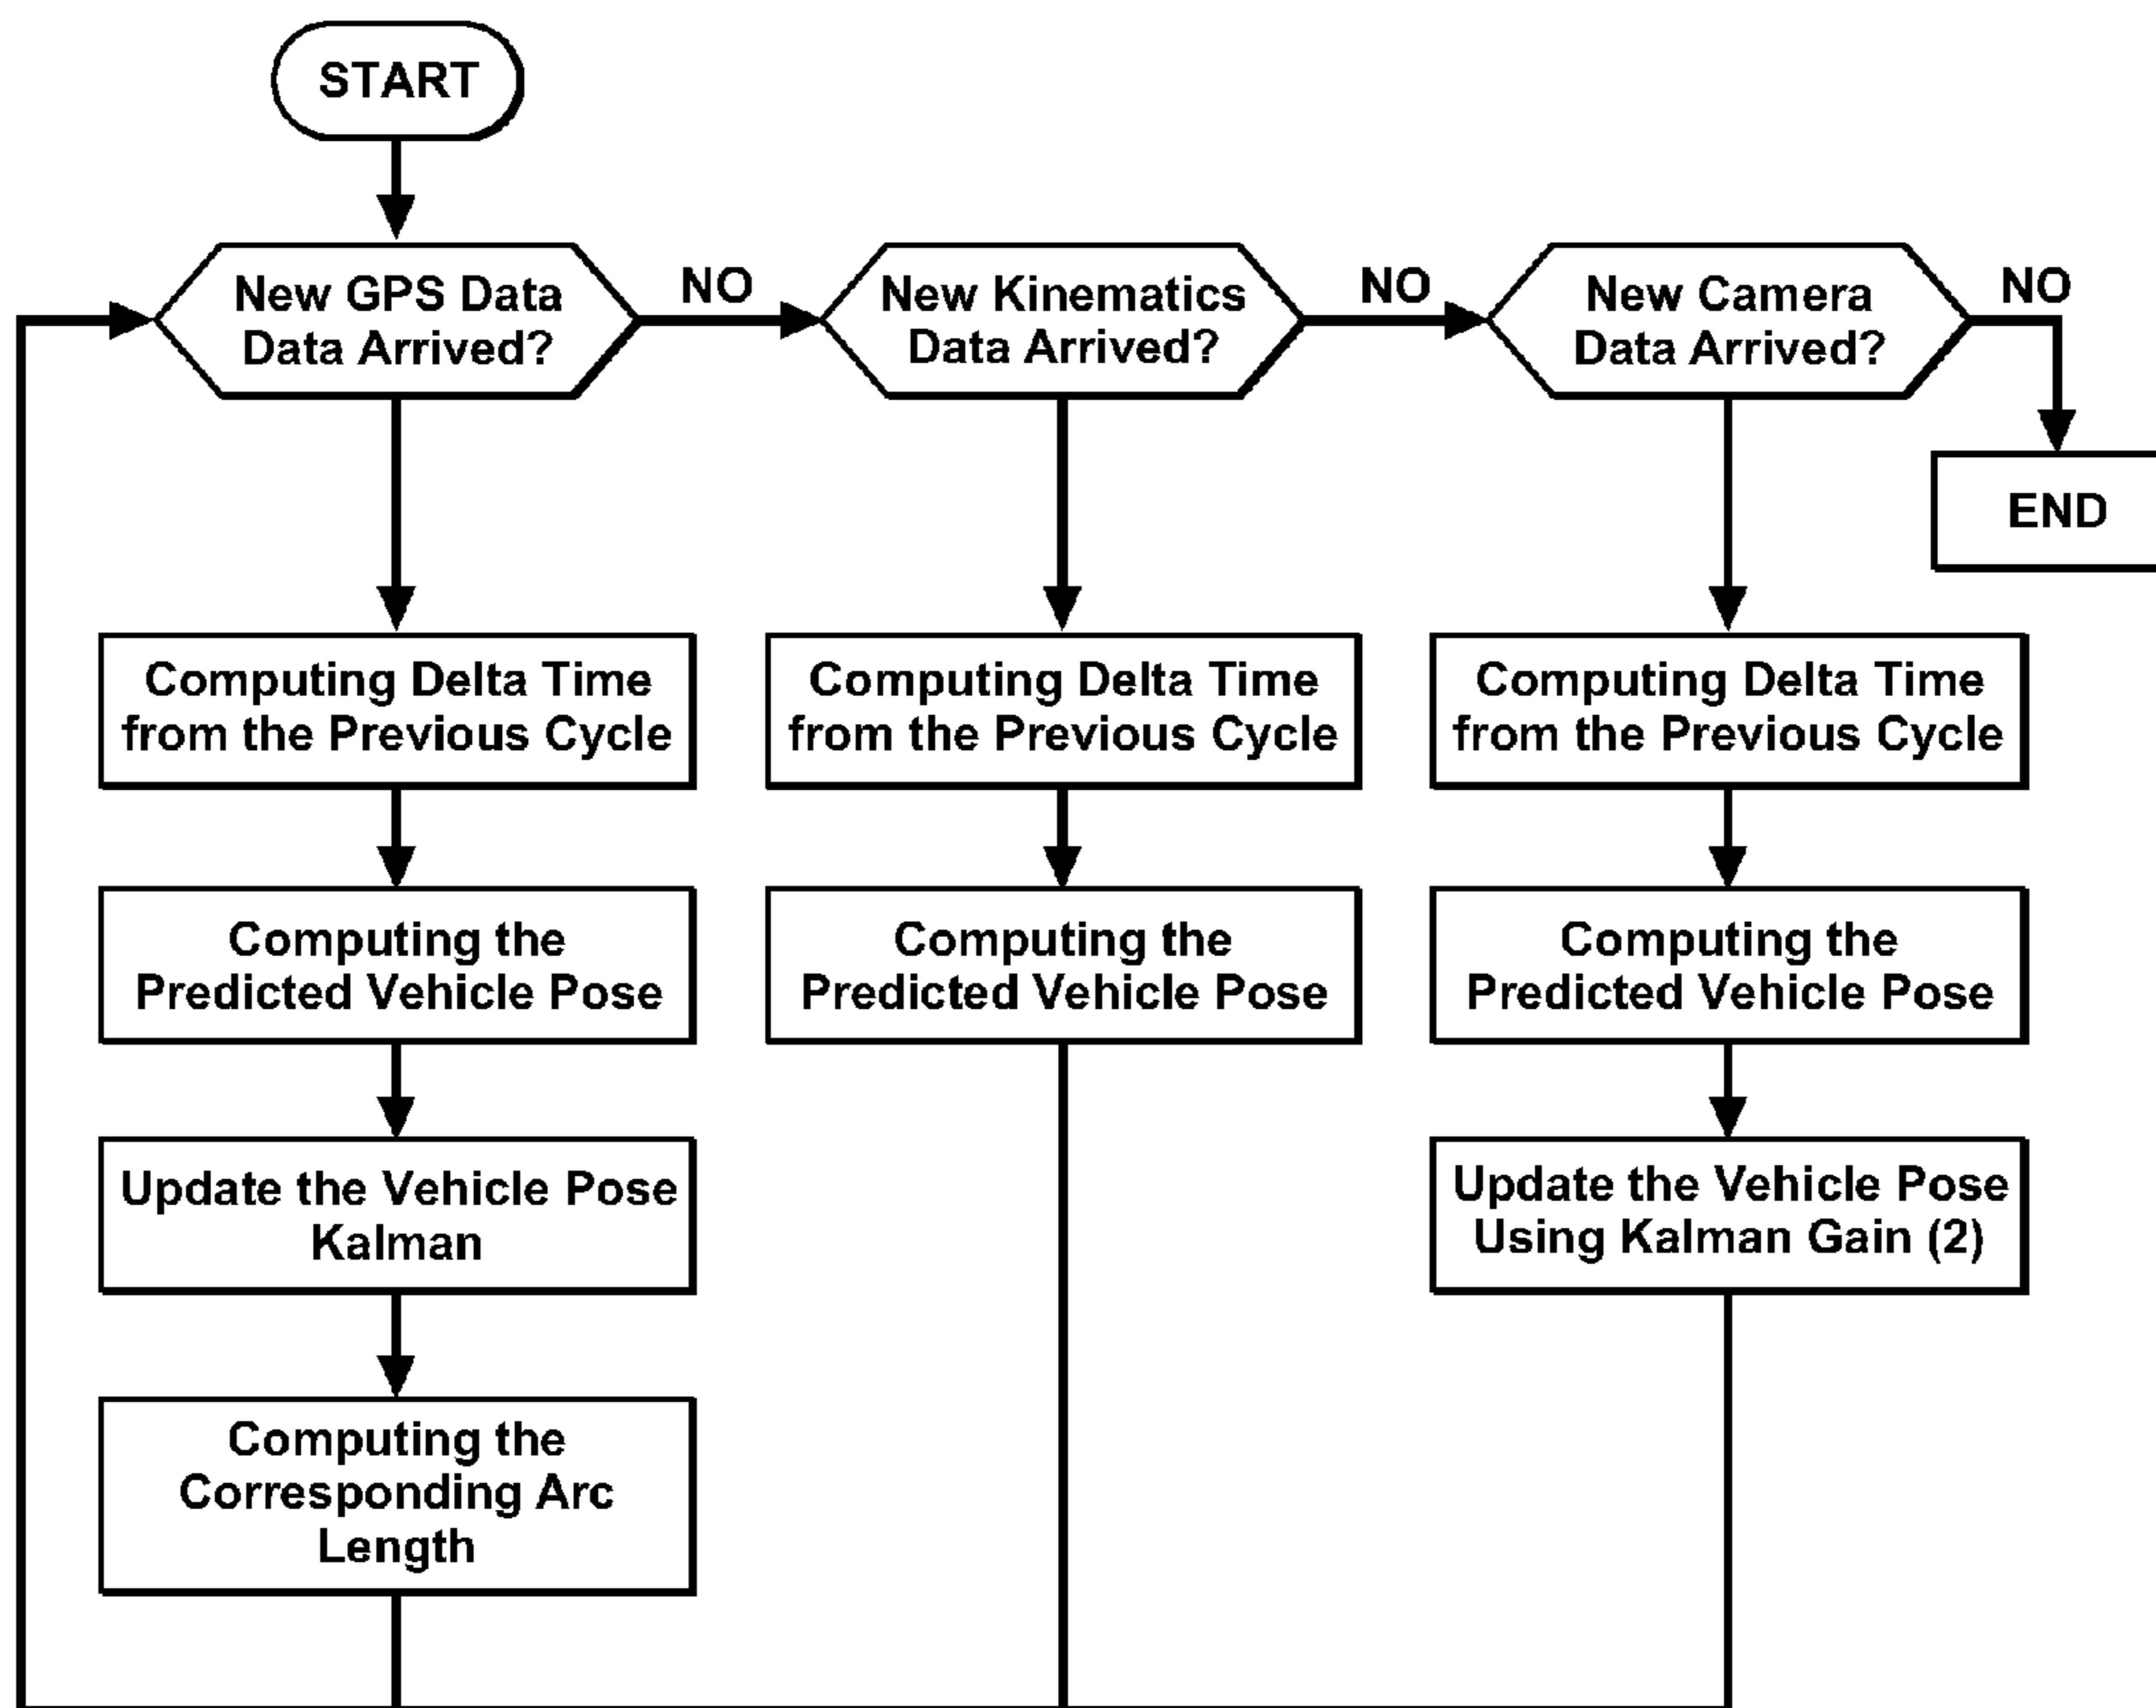 START
New GPS Data
Data Arrived?
NO
New Kinematics
Data Arrived?
NO
New Camera
Data Arrived?
NO
END
Computing Delta Time
from the Previous Cycle
Computing Delta Time
from the Previous Cycle
Computing Delta Time
from the Previous Cycle
Computing the
Predicted Vehicle Pose
Computing the
Predicted Vehicle Pose
Computing the
Predicted Vehicle Pose
Update the Vehicle Pose
Kalman
Update the Vehicle Pose
Using Kalman Gain (2)
Computing the
Corresponding Arc
Length